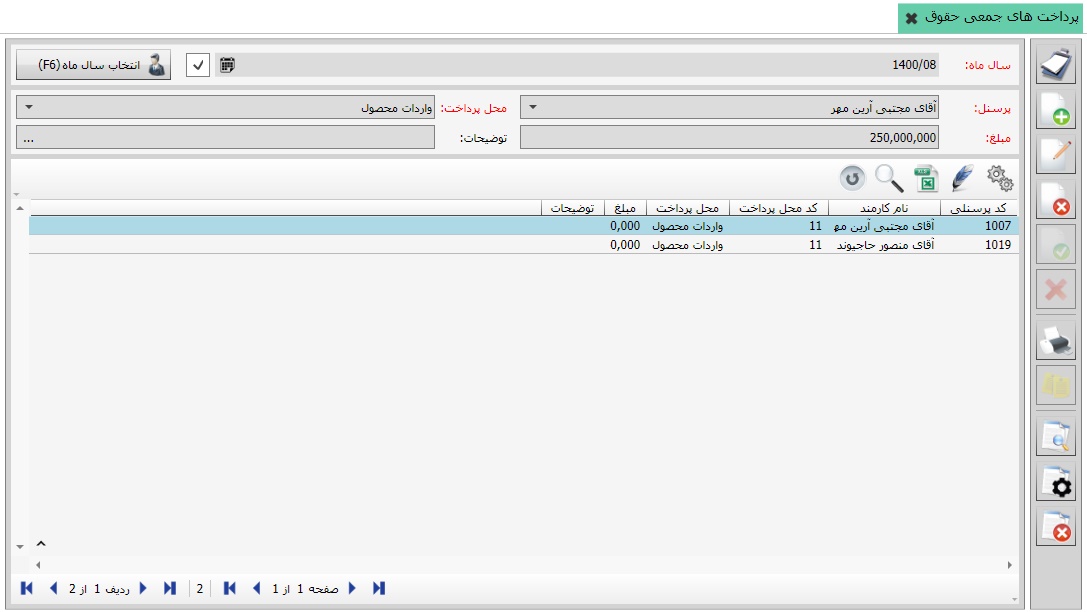 پرداخت های جمعی حقوق
سال ماه: 1400/08 انتخاب سال ماه (F6)
پرسنل: آقای مجتبی آرین مهر محل پرداخت: واردات محصول
مبلغ: 250,000,000 توضیحات: ...
کد پرسنلی نام کارمند کد محل پرداخت محل پرداخت مبلغ توضیحات
1007 آقای مجتبی آرین مه 11 واردات محصول 0,000
1019 آقای منصور حاجیوند 11 واردات محصول 0,000
صفحه 1 از 1 2 ردیف 1 از 2